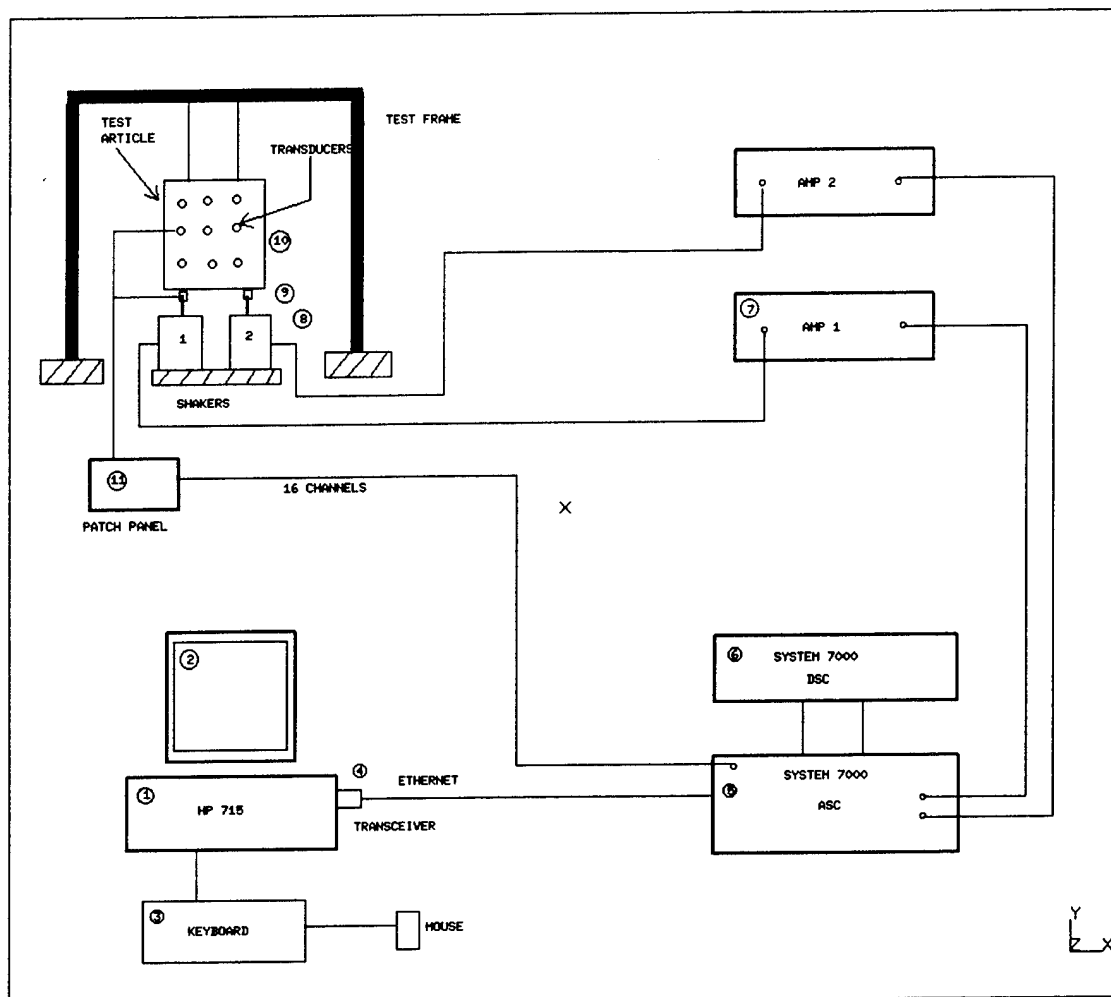 TEST
ARTICLE
TEST FRAME
TRANSDUCERS
AMP 2
10
9
8
7
AMP 1
1
2
SHAKERS
11
16 CHANNELS
PATCH PANEL
X
2
6
SYSTEM 7000
DSC
4
ETHERNET
SYSTEM 7000
1
HP 715
5
ASC
TRANSCEIVER
3
KEYBOARD
MOUSE
Y
Z X